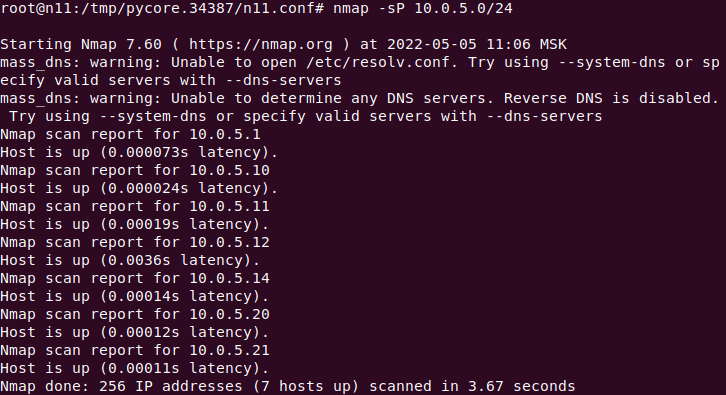 root@n11:/tmp/pycore.34387/n11.conf# nmap -sP 10.0.5.0/24
Starting Nmap 7.60 ( https://nmap.org ) at 2022-05-05 11:06 MSK
mass_dns: warning: Unable to open /etc/resolv.conf. Try using --system-dns or sp
ecify valid servers with --dns-servers
mass_dns: warning: Unable to determine any DNS servers. Reverse DNS is disabled.
 Try using --system-dns or specify valid servers with --dns-servers
Nmap scan report for 10.0.5.1
Host is up (0.000073s latency).
Nmap scan report for 10.0.5.10
Host is up (0.000024s latency).
Nmap scan report for 10.0.5.11
Host is up (0.00019s latency).
Nmap scan report for 10.0.5.12
Host is up (0.0036s latency).
Nmap scan report for 10.0.5.14
Host is up (0.00014s latency).
Nmap scan report for 10.0.5.20
Host is up (0.00012s latency).
Nmap scan report for 10.0.5.21
Host is up (0.00011s latency).
Nmap done: 256 IP addresses (7 hosts up) scanned in 3.67 seconds